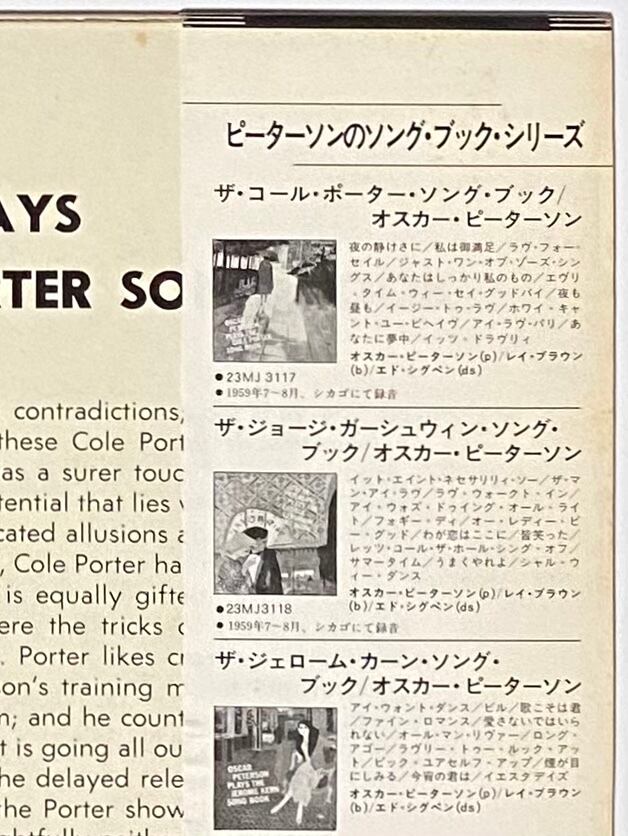 AYS
RTER SO
contradictions,
these Cole Port
as a surer touc
tential that lies
cated allusions
, Cole Porter ha
is equally gifte
ere the tricks
. Porter likes cr
son's training m
n; and he count
t is going all ou
he delayed rele
the Porter show
ピーターソンのソング・ブック・シリーズ
ザ・コール・ポーター・ソング・ブック/
オスカー・ピーターソン
夜の静けさに/私は御満足/ラヴ・フォー・
セイル/ジャスト・ワン・オブ・ゾーズ・シン
グス/あなたはしっかり私のもの/エヴリ
・タイム・ウィー・セイ・グッドバイ/夜も
昼も/イージー・トゥ・ラヴ/ホワイ・キャ
ント・ユー・ビヘイヴ/アイ・ラヴ・パリ/あ
なたに夢中/イッツ・ドラヴリィ
オスカー・ピーターソン(p)/レイ・ブラウン
(b)/エド・シグペン(ds)
●23MJ 3117
●1959年7〜8月、シカゴにて録音
ザ・ジョージ・ガーシュウィン・ソング・
ブック/オスカー・ピーターソン
イット・エイント・ネセサリリィ・ソー/ザ・マ
ン・アイ・ラヴ/ラヴ・ウォークト・イン/
アイ・ウォズ・ドゥイング・オール・ライ
ト/フォギー・ディ/オー・レディー・ビ
ー・グッド/わが恋はここに/皆笑った/
レッツ・コール・ザ・ホール・シング・オフ/
サマータイム/うまくやれよ/シャル・ウ
ィー・ダンス
オスカー・ピーターソン(p)/レイ・ブラウン
(b)/エド・シグペン(ds)
●23MJ3118
●1959年7〜8月、シカゴにて録音
ザ・ジェローム・カーン・ソング・
ブック/オスカー・ピーターソン
アイ・ウォント・ダンス/ビル/歌こそは君
/ファイン・ロマンス/愛さないではいら
れない/オール・マン・リヴァー/ロング・
アゴー/ラヴリー・トゥー・ルック・アッ
ト/ピック・ユアセルフ・アップ/煙が目
にしみる/今宵の君は/イエスタデイズ
オスカー・ピーターソン(p)/レイ・ブラウン
(b)/エド・シグペン(ds)
OSCAR
PETERSON
PLAYS THE
JEROME KERN
SONG BOOK